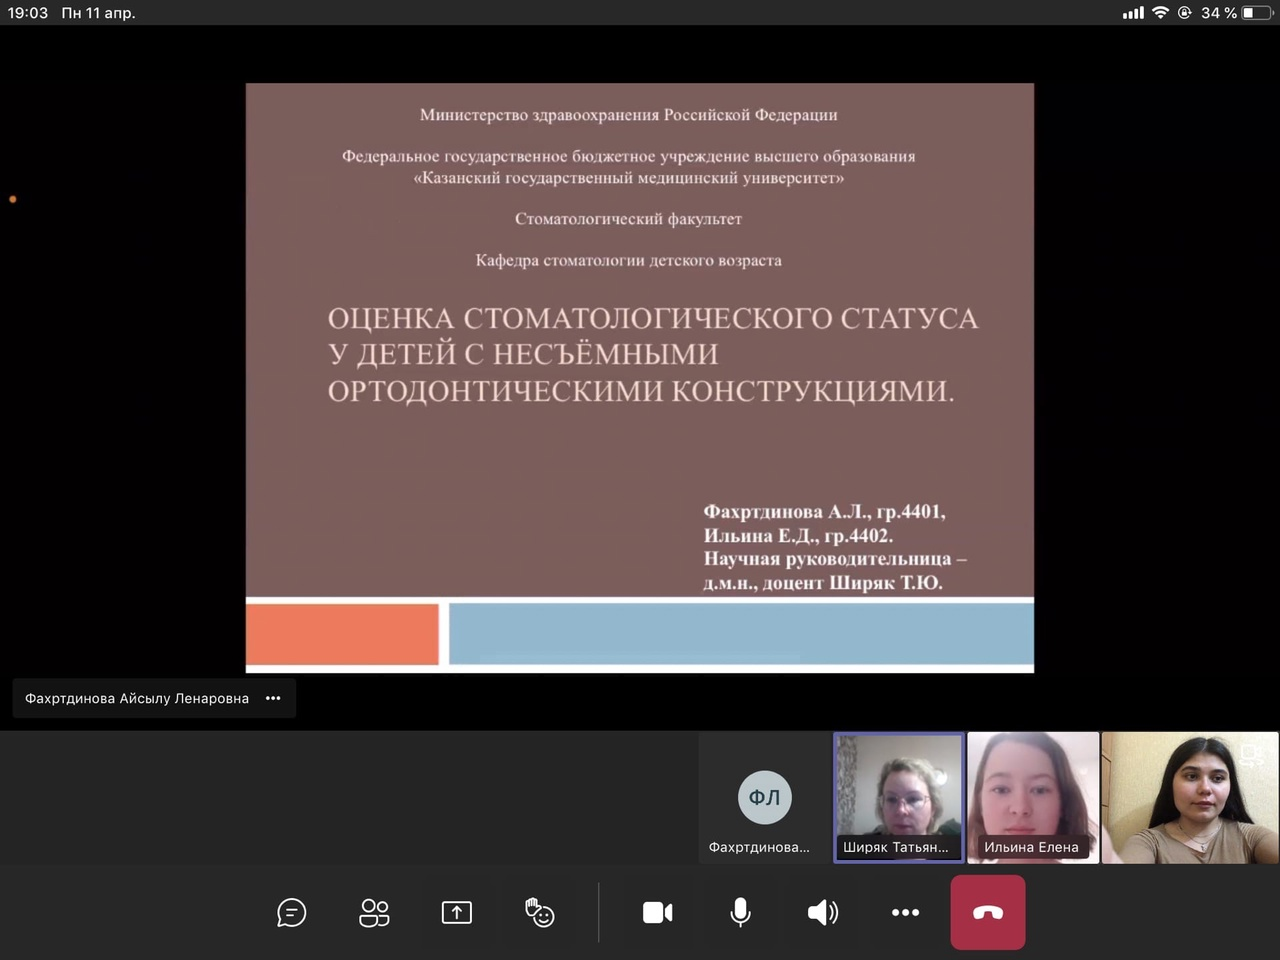 19:03 Пн 11 апр.
34 %
Министерство здравоохранения Российской Федерации
Федеральное государственное бюджетное учреждение высшего образования
«Казанский государственный медицинский университет»
Стоматологический факультет
Кафедра стоматологии детского возраста
ОЦЕНКА СТОМАТОЛОГИЧЕСКОГО СТАТУСА
У ДЕТЕЙ С НЕСЪЁМНЫМИ
ОРТОДОНТИЧЕСКИМИ КОНСТРУКЦИЯМИ.
Фахртдинова А.Л., гр.4401,
Ильина Е.Д., гр.4402.
Научная руководительница –
д.м.н., доцент Ширяк Т.Ю.
Фахртдинова Айсылу Ленаровна •••
ФЛ
Фахртдинова...
Ширяк Татьян...
Ильина Елена